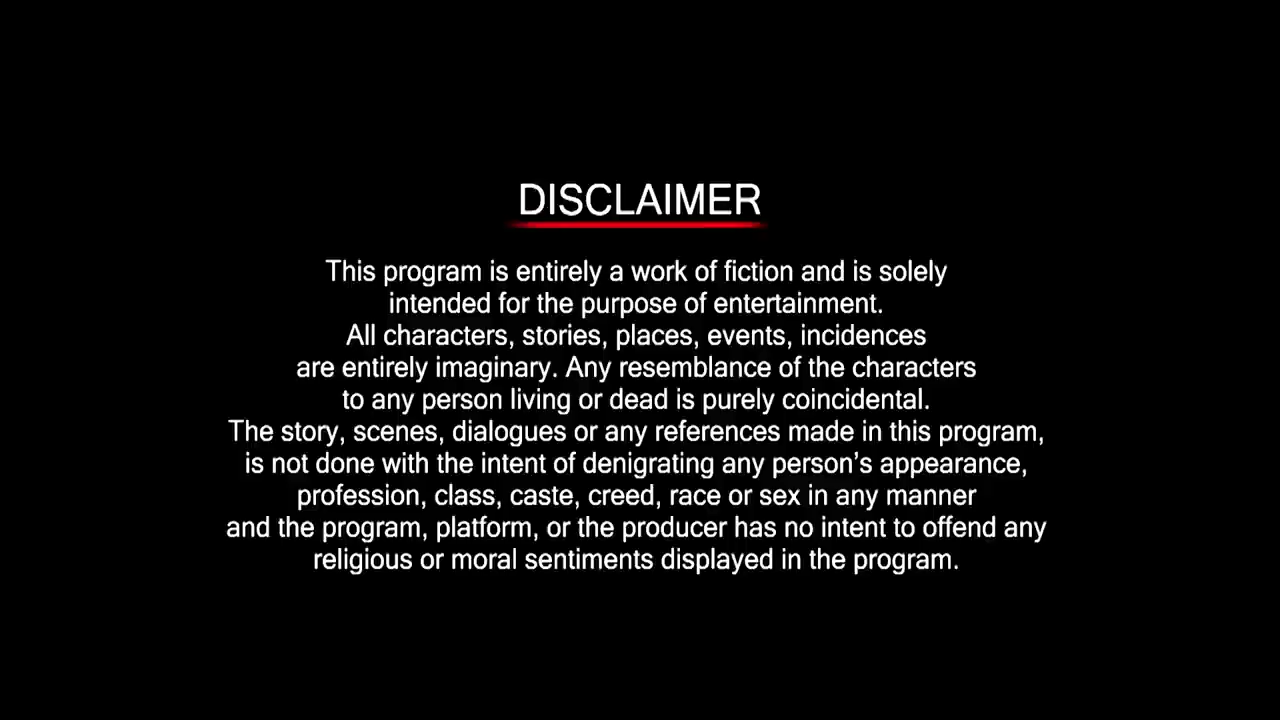 DISCLAIMER
This program is entirely a work of fiction and is solely
intended for the purpose of entertainment.
All characters, stories, places, events, incidences
are entirely imaginary. Any resemblance of the characters
to any person living or dead is purely coincidental.
The story, scenes, dialogues or any references made in this program,
is not done with the intent of denigrating any person's appearance,
profession, class, caste, creed, race or sex in any manner
and the program, platform, or the producer has no intent to offend any
religious or moral sentiments displayed in the program.